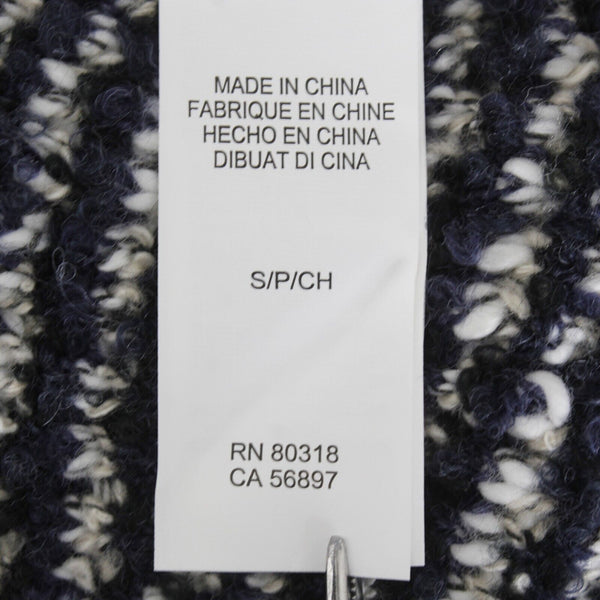 MADE IN CHINA
FABRIQUE EN CHINE
HECHO EN CHINA
DIBUAT DI CINA
S/P/CH
RN 80318
CA 56897